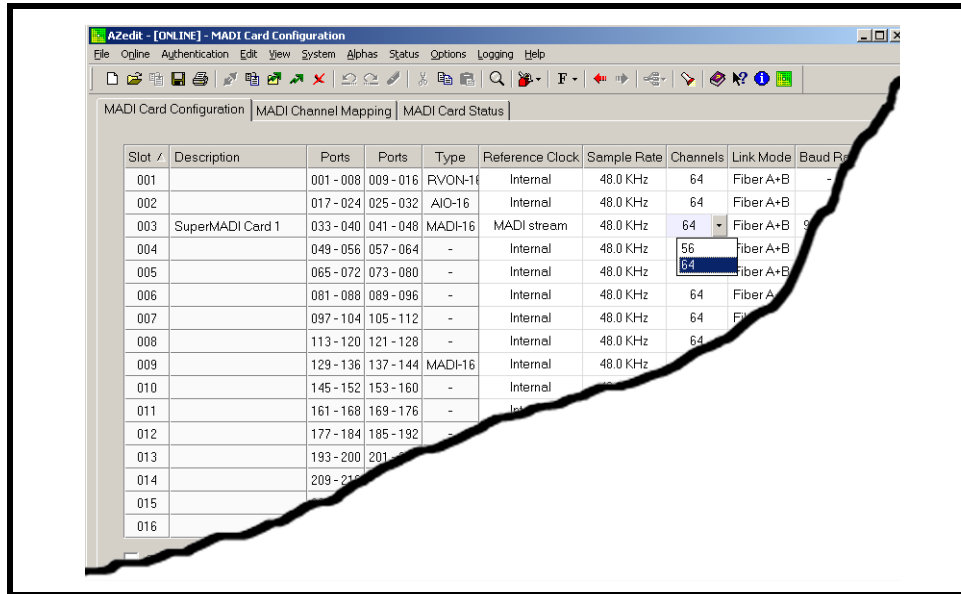 AZedit - [ONLINE] - MADI Card Configuration
File Online Authentication Edit View System Alphas Status Options Logging Help
F
MADI Card Configuration MADI Channel Mapping MADI Card Status
Slot Description Ports Ports Type Reference Clock Sample Rate Channels Link Mode Baud
001 001 - 008 009 - 016 RVON-16 Internal 48.0 KHz 64 Fiber A+B -
002 017 - 024 025 - 032 AIO-16 Internal 48.0 KHz 64 Fiber A+B
003 SuperMADI Card 1 033 - 040 041 - 048 MADI-16 MADI stream 48.0 KHz 64 Fiber A+B 9
004 049 - 056 057 - 064 - Internal 48.0 KHz 56 Fiber A+B
005 065 - 072 073 - 080 - Internal 48.0 KHz 64 Fiber A+B
006 081 - 088 089 - 096 - Internal 48.0 KHz 64 Fiber A
007 097 - 104 105 - 112 - Internal 48.0 KHz 64
008 113 - 120 121 - 128 - Internal 48.0 KHz 64
009 129 - 136 137 - 144 MADI-16 Internal 48.0 KHz
010 145 - 152 153 - 160 - Internal
011 161 - 168 169 - 176 -
012 177 - 184 185 - 192 -
013 193 - 200 201
014 209
015
016